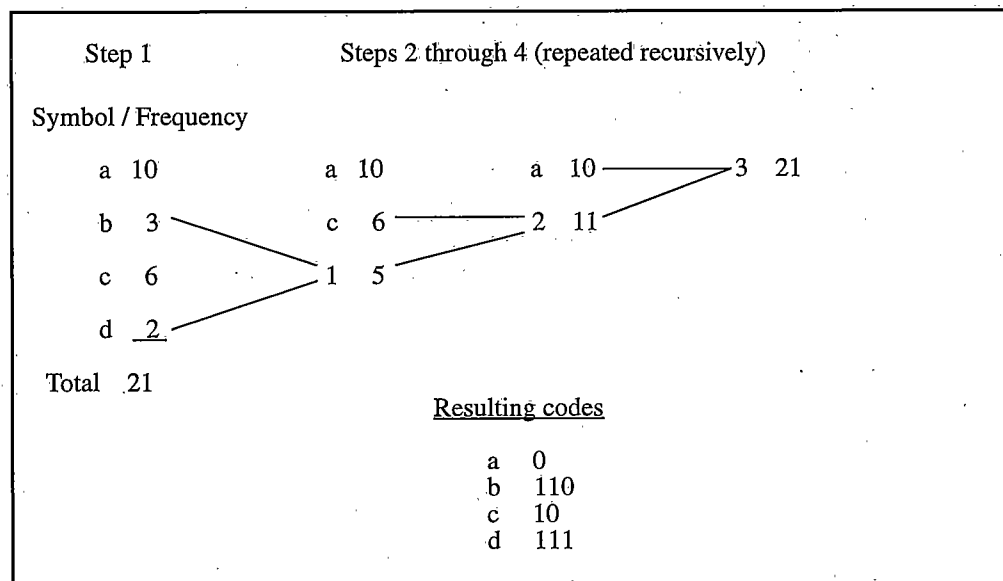 Step 1 Steps 2 through 4 (repeated recursively)
Symbol / Frequency
a 10 a 10 a 10 3 21
b 3 c 6 2 11
c 6 1 5
d 2
Total 21
Resulting codes
a 0
b 110
c 10
d 111